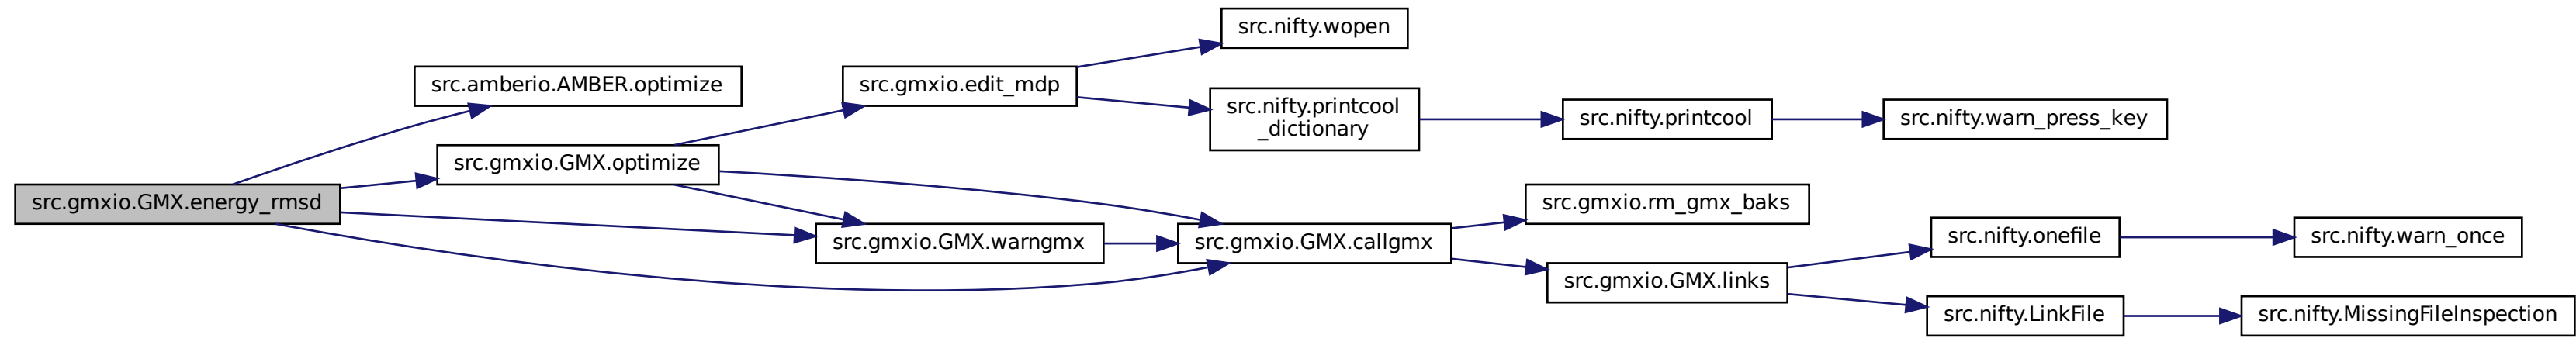 src.gmxio.GMX.energy_rmsd
src.amberio.AMBER.optimize
src.gmxio.GMX.optimize
src.gmxio.edit_mdp
src.nifty.wopen
src.nifty.printcool
_dictionary
src.nifty.printcool
src.nifty.warn_press_key
src.gmxio.GMX.warngmx
src.gmxio.GMX.callgmx
src.gmxio.rm_gmx_baks
src.gmxio.GMX.links
src.nifty.onefile
src.nifty.warn_once
src.nifty.LinkFile
src.nifty.MissingFileInspection